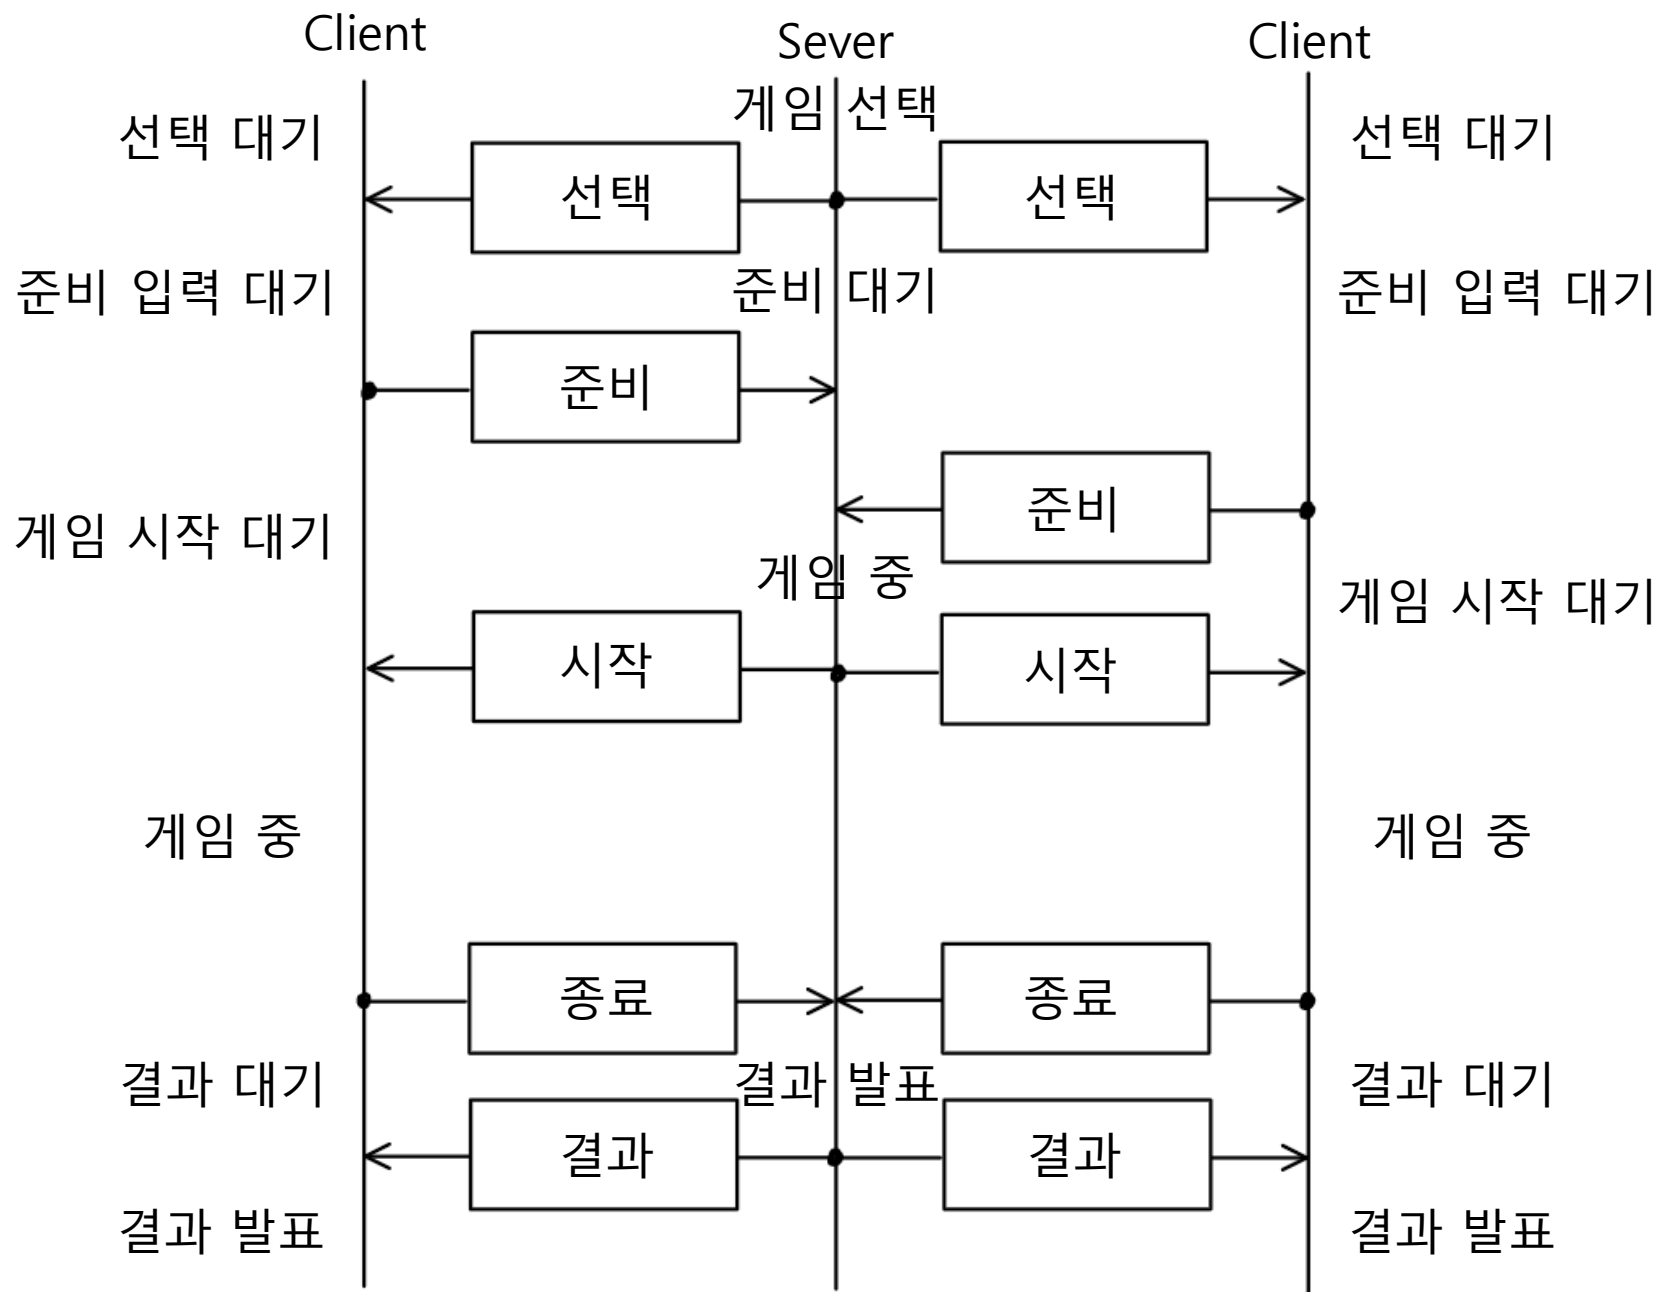 Client
Sever
Client
게임 선택
선택 대기
선택 대기
선택
선택
준비 입력 대기
준비 대기
준비 입력 대기
준비
준비
게임 시작 대기
게임 중
게임 시작 대기
시작
시작
게임 중
게임 중
종료
종료
결과 대기
결과 발표
결과 대기
결과
결과
결과 발표
결과 발표